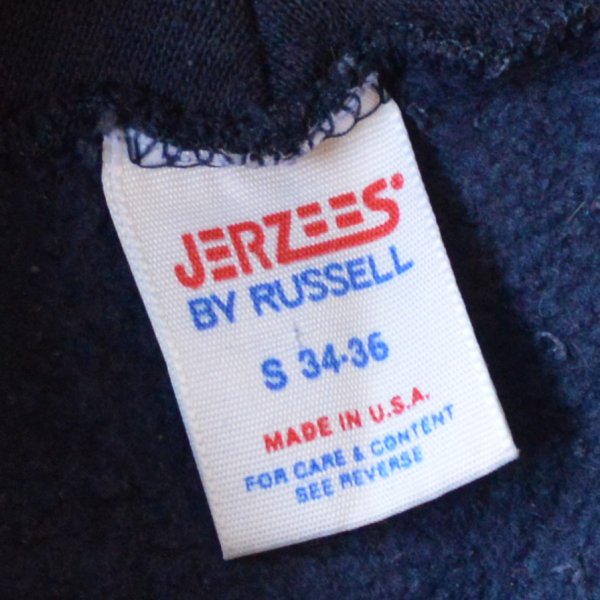 JERZEES®
BY RUSSELL
S 34-36
MADE IN U.S.A.
FOR CARE & CONTENT
SEE REVERSE